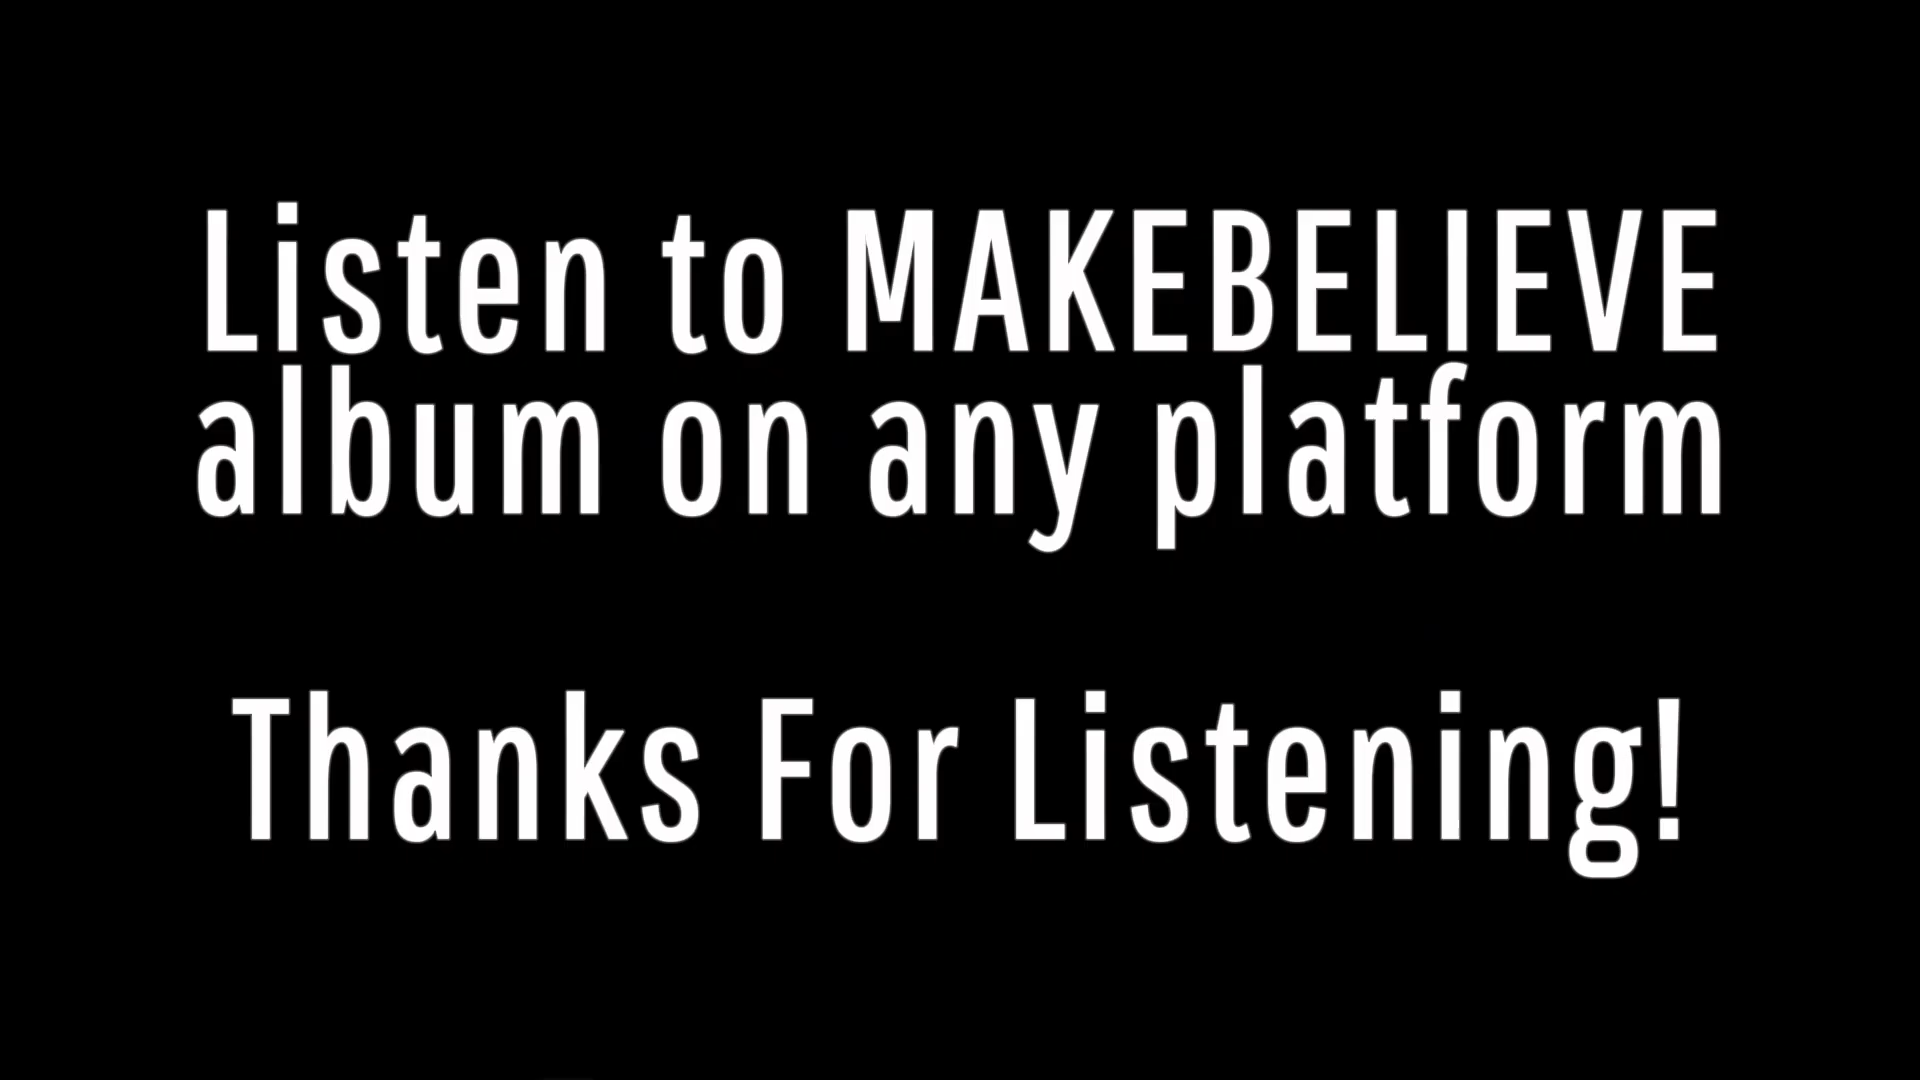 Listen to MAKEBELIEVE
album on any platform
Thanks For Listening!